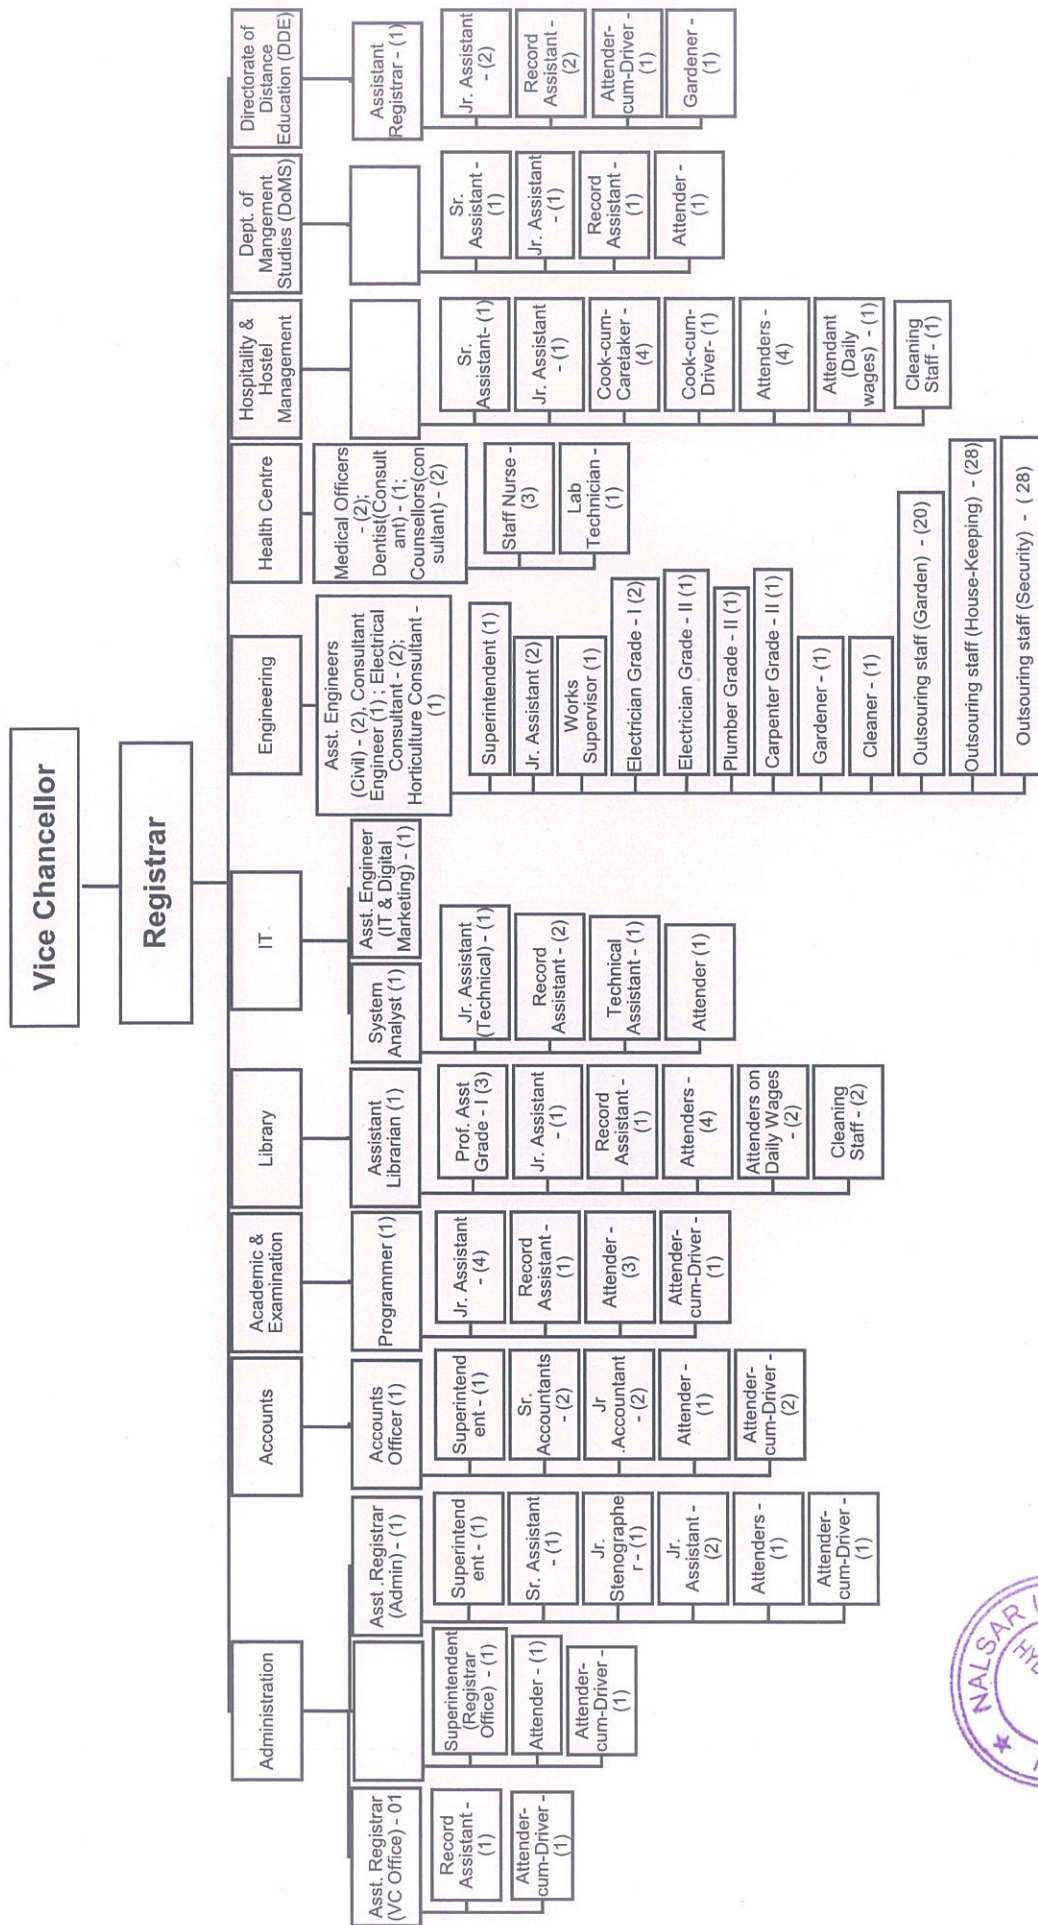 Vice Chancellor
Registrar
Administration
Asst. Registrar
(VC Office) - 01
Record
Assistant -
(1)
Attender-
cum-Driver -
(1)
Superintendent
(Registrar
Office) - (1)
Attender - (1)
Attender-
cum-Driver -
(1)
Asst .Registrar
(Admin) - (1)
Superintend
ent - (1)
Sr. Assistant
- (1)
Jr.
Stenographe
r - (1)
Jr.
Assistant -
(2)
Attenders -
(1)
Attender-
cum-Driver -
(1)
Accounts
Accounts
Officer (1)
Superintend
ent - (1)
Sr.
Accountants
- (2)
Jr
.Accountant
- (2)
Attender -
(1)
Attender-
cum-Driver -
(2)
Academic &
Examination
Programmer (1)
Jr. Assistant
- (4)
Record
Assistant -
(1)
Attender -
(3)
Attender-
cum-Driver -
(1)
Library
Assistant
Librarian (1)
Prof. Asst
Grade - I (3)
Jr. Assistant
- (1)
Record
Assistant -
(1)
Attenders -
(4)
Attenders on
Daily Wages
- (2)
Cleaning
Staff - (2)
IT
System
Analyst (1)
Asst. Engineer
(IT & Digital
Marketing) - (1)
Jr. Assistant
(Technical) - (1)
Record
Assistant - (2)
Technical
Assistant - (1)
Attender (1)
Engineering
Asst. Engineers
(Civil) - (2), Consultant
Engineer (1) ; Electrical
Consultant - (2);
Horticulture Consultant -
(1)
Superintendent (1)
Jr. Assistant (2)
Works
Supervisor (1)
Electrician Grade - I (2)
Electrician Grade - II (1)
Plumber Grade - II (1)
Carpenter Grade - II (1)
Gardener - (1)
Cleaner - (1)
Outsouring staff (Garden) - (20)
Outsouring staff (House-Keeping) - (28)
Outsouring staff (Security) - ( 28)
Health Centre
Medical Officers
- (2);
Dentist(Consult
ant) - (1;
Counsellors(con
sultant) - (2)
Staff Nurse -
(3)
Lab
Technician -
(1)
Hospitality &
Hostel
Management
Sr.
Assistant- (1)
Jr. Assistant
- (1)
Cook-cum-
Caretaker -
(4)
Cook-cum-
Driver- (1)
Attenders -
(4)
Attendant
(Daily
wages) - (1)
Cleaning
Staff - (1)
Dept. of
Mangement
Studies (DoMS)
Sr.
Assistant -
(1)
Jr. Assistant
- (1)
Record
Assistant -
(1)
Attender -
(1)
Directorate of
Distance
Education (DDE)
Assistant
Registrar - (1)
Jr. Assistant
- (2)
Record
Assistant -
(2)
Attender-
cum-Driver -
(1)
Gardener -
(1)
★ NALSAR